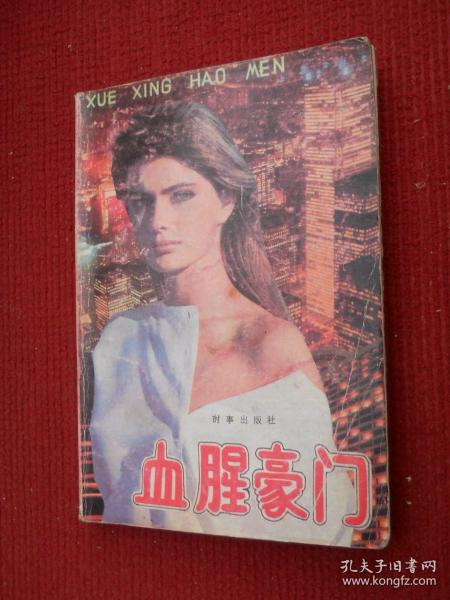 XUE XING HAO MEN
时事出版社
血腥豪门
孔夫子旧书网
www.kongfz.com